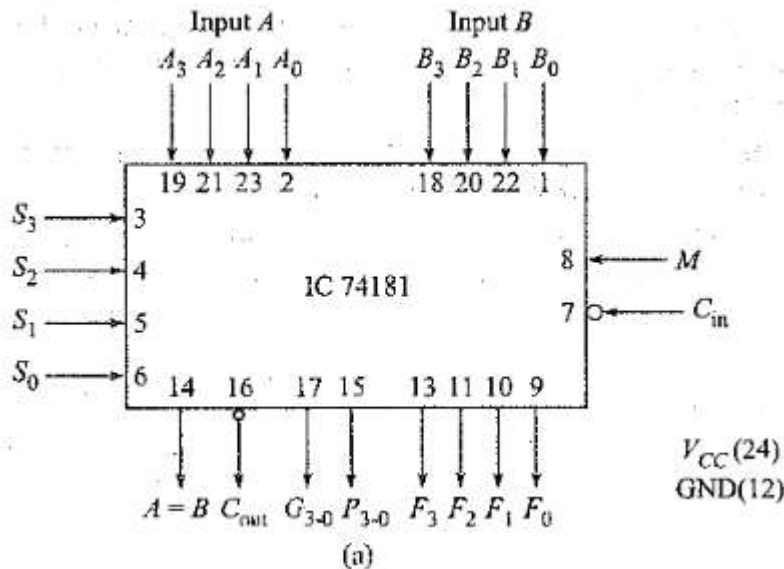 Input A Input B
A3 A2 A1 A0 B3 B2 B1 B0
19 21 23 2 18 20 22 1
S3 3
8 M
S2 4
IC 74181
7 Cin
S1 5
S0 6
14 16 17 15 13 11 10 9
VCC (24)
GND(12)
A = B Cout G3-0 P3-0 F3 F2 F1 F0
(a)